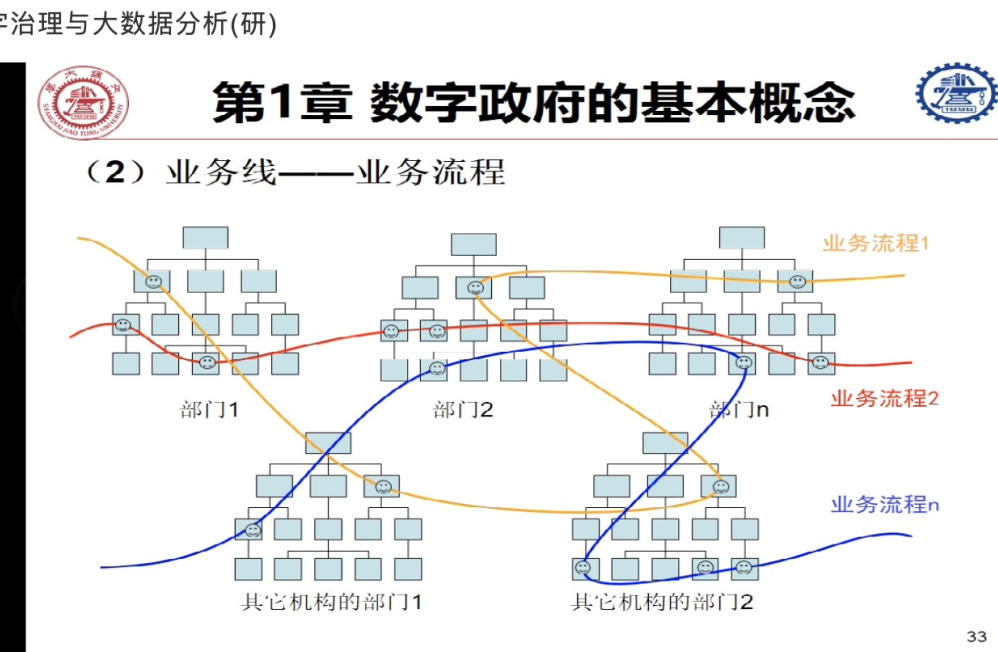 字治理与大数据分析(研)
第1章 数字政府的基本概念
（2）业务线——业务流程
业务流程1
业务流程2
部门1
部门2
部门n
业务流程n
其它机构的部门1
其它机构的部门2
33